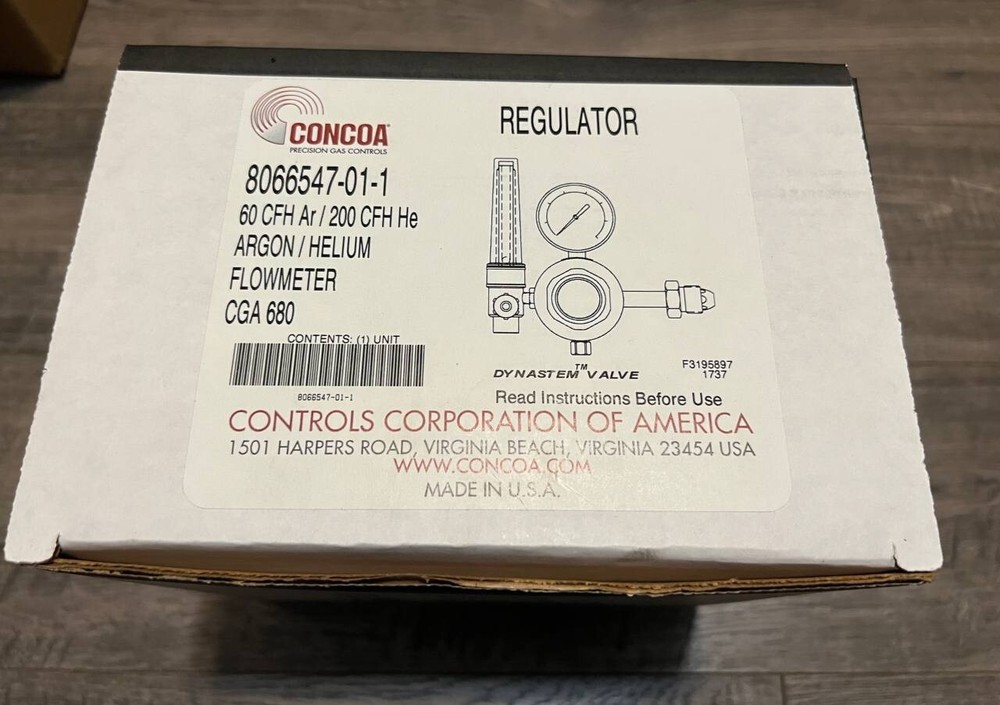 CONCOA
PRECISION GAS CONTROLS
REGULATOR
8066547-01-1
60 CFH Ar / 200 CFH He
ARGON / HELIUM
FLOWMETER
CGA 680
CONTENTS: (1) UNIT
8066547-01-1
DYNASTEM™ VALVE
F3195897
1737
Read Instructions Before Use
CONTROLS CORPORATION OF AMERICA
1501 HARPERS ROAD, VIRGINIA BEACH, VIRGINIA 23454 USA
WWW.CONCOA.COM
MADE IN U.S.A.